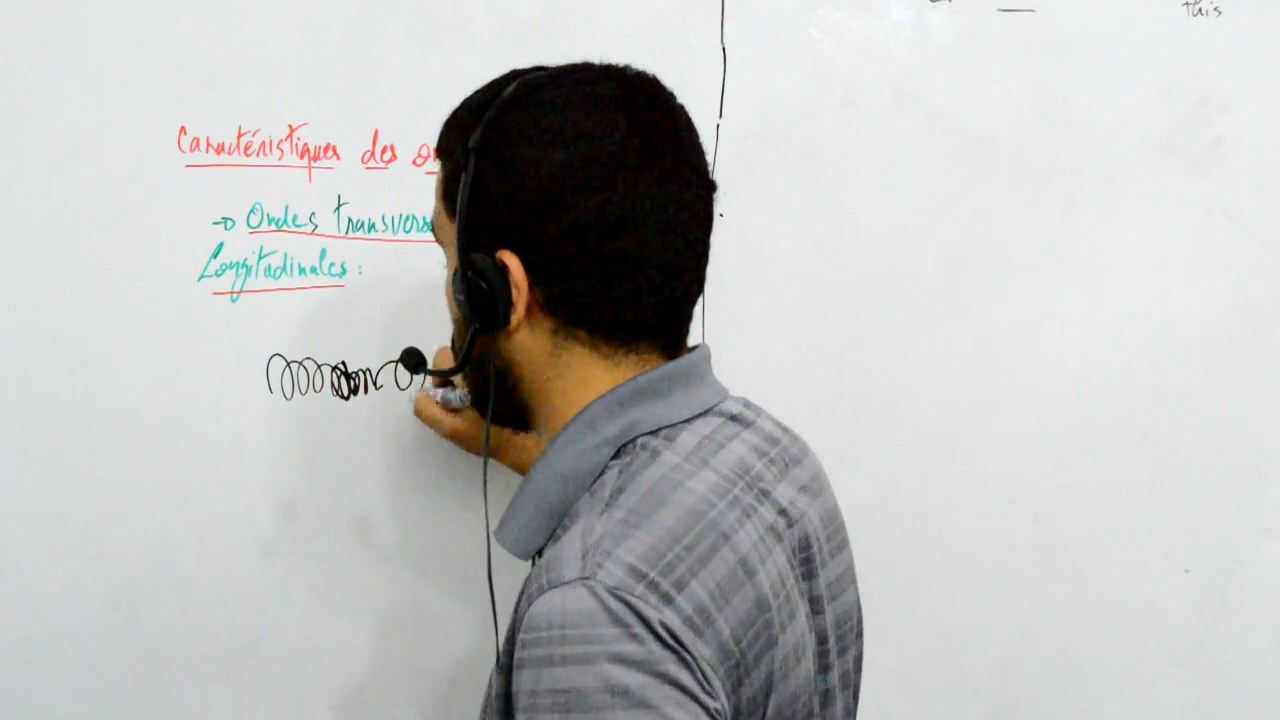 this
Caractéristiques des
→ Ondes transvers
Longitudinales :